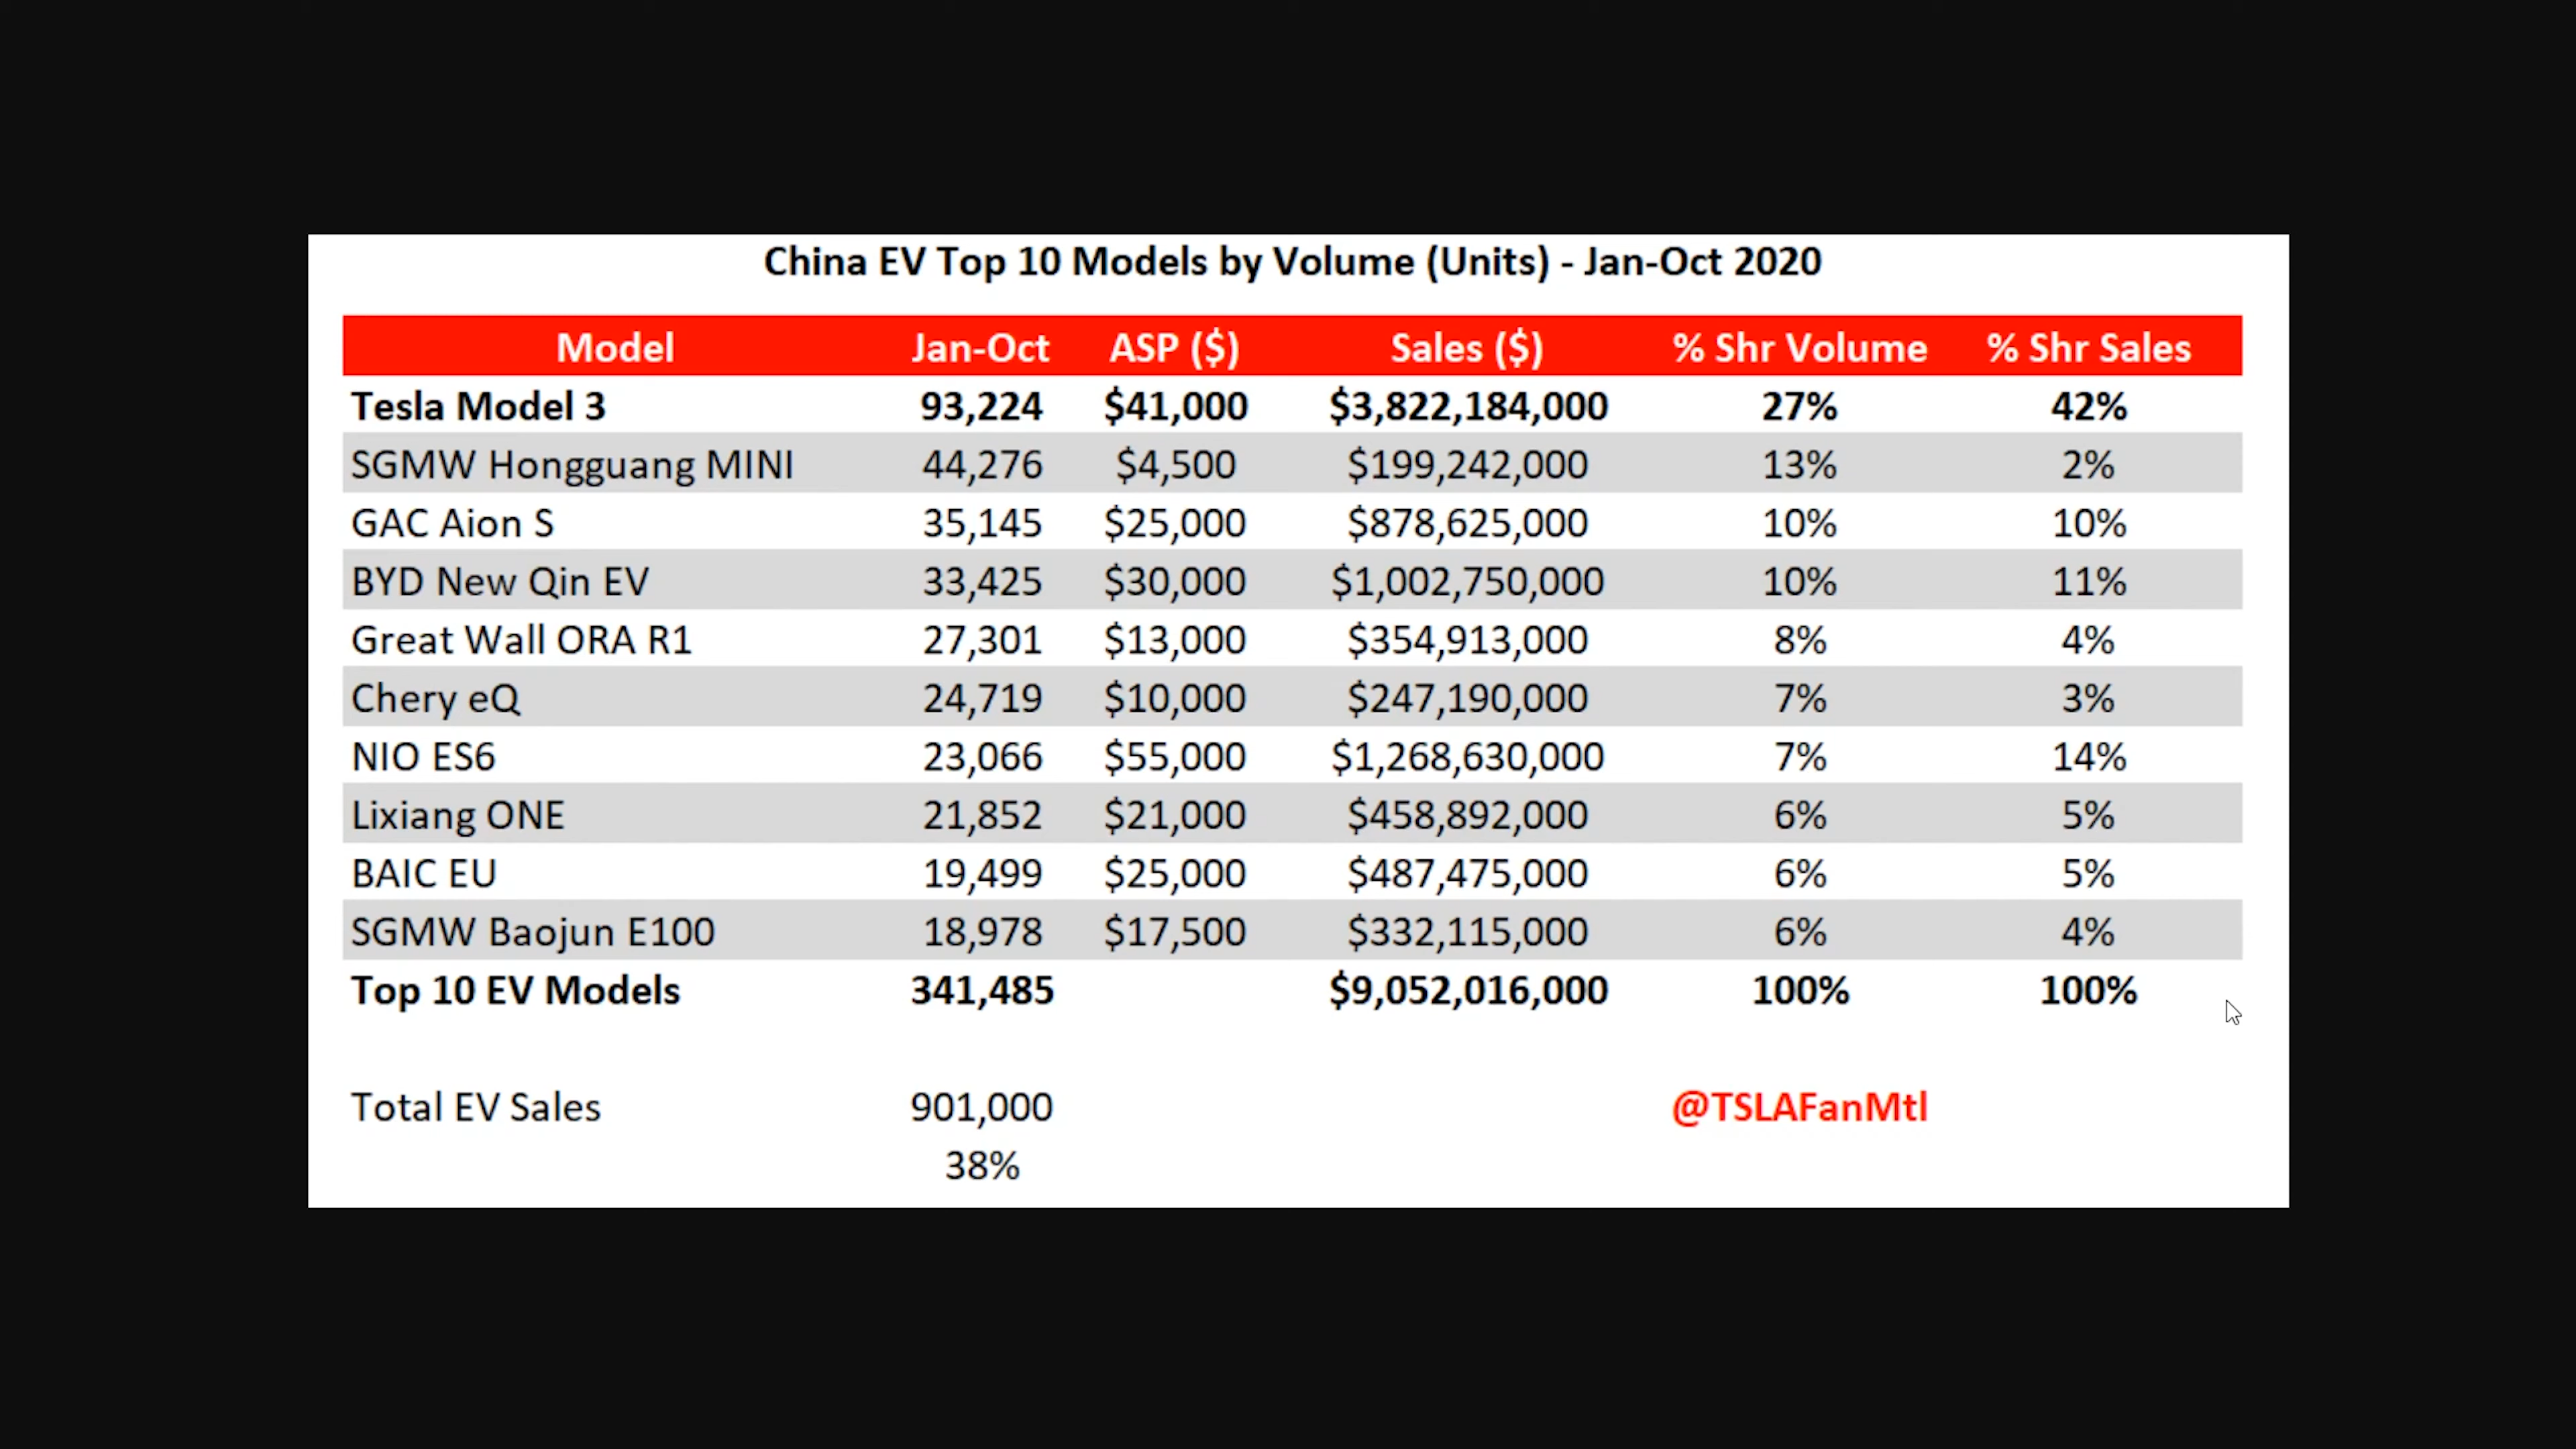 China EV Top 10 Models by Volume (Units) - Jan-Oct 2020
Model Jan-Oct ASP ($) Sales ($) % Shr Volume % Shr Sales
Tesla Model 3 93,224 $41,000 $3,822,184,000 27% 42%
SGMW Hongguang MINI 44,276 $4,500 $199,242,000 13% 2%
GAC Aion S 35,145 $25,000 $878,625,000 10% 10%
BYD New Qin EV 33,425 $30,000 $1,002,750,000 10% 11%
Great Wall ORA R1 27,301 $13,000 $354,913,000 8% 4%
Chery eQ 24,719 $10,000 $247,190,000 7% 3%
NIO ES6 23,066 $55,000 $1,268,630,000 7% 14%
Lixiang ONE 21,852 $21,000 $458,892,000 6% 5%
BAIC EU 19,499 $25,000 $487,475,000 6% 5%
SGMW Baojun E100 18,978 $17,500 $332,115,000 6% 4%
Top 10 EV Models 341,485 $9,052,016,000 100% 100%
Total EV Sales 901,000 @TSLAFanMtl
38%